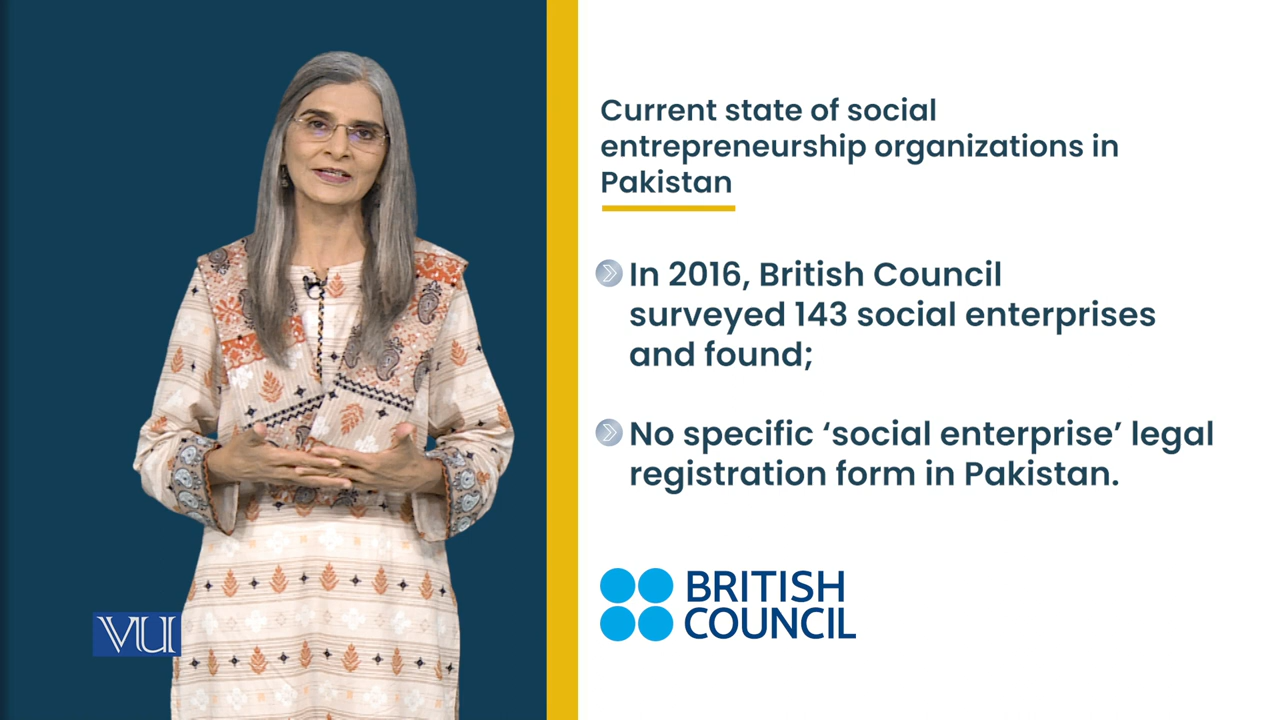 Current state of social
entrepreneurship organizations in
Pakistan
In 2016, British Council
surveyed 143 social enterprises
and found;
No specific ‘social enterprise’ legal
registration form in Pakistan.
BRITISH
COUNCIL
VU